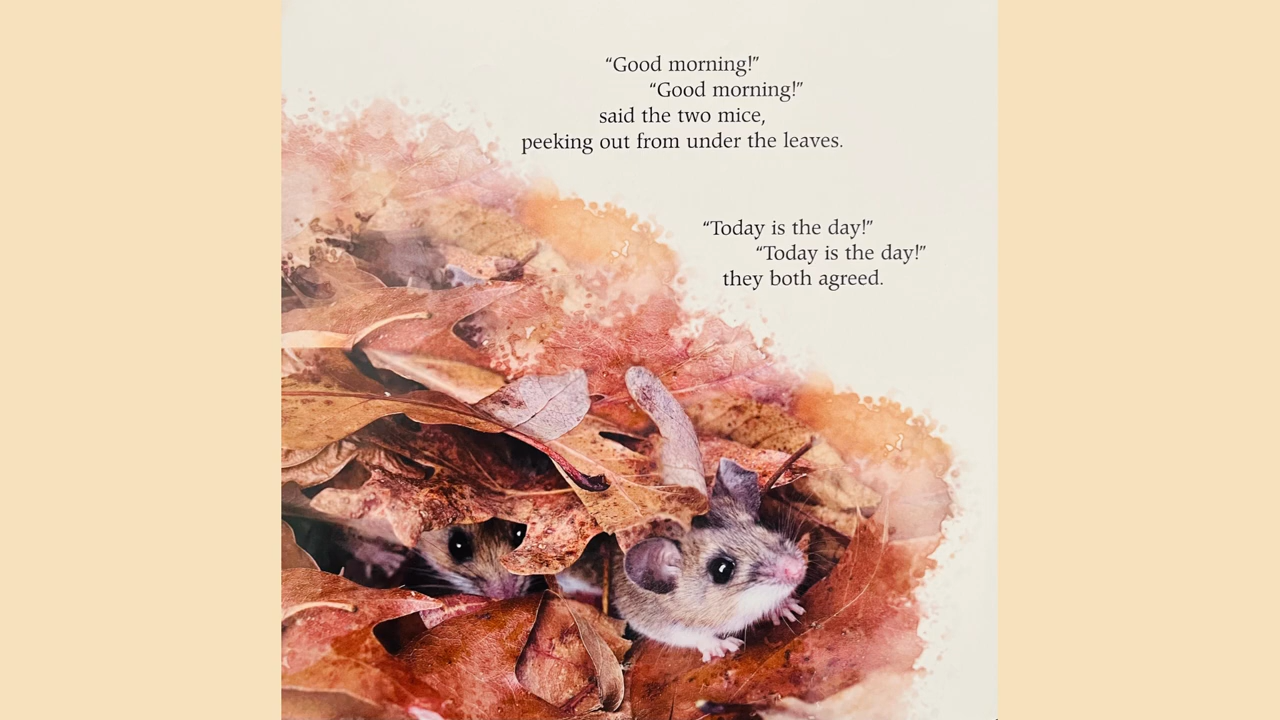 “Good morning!”
“Good morning!”
said the two mice,
peeking out from under the leaves.
“Today is the day!”
“Today is the day!”
they both agreed.